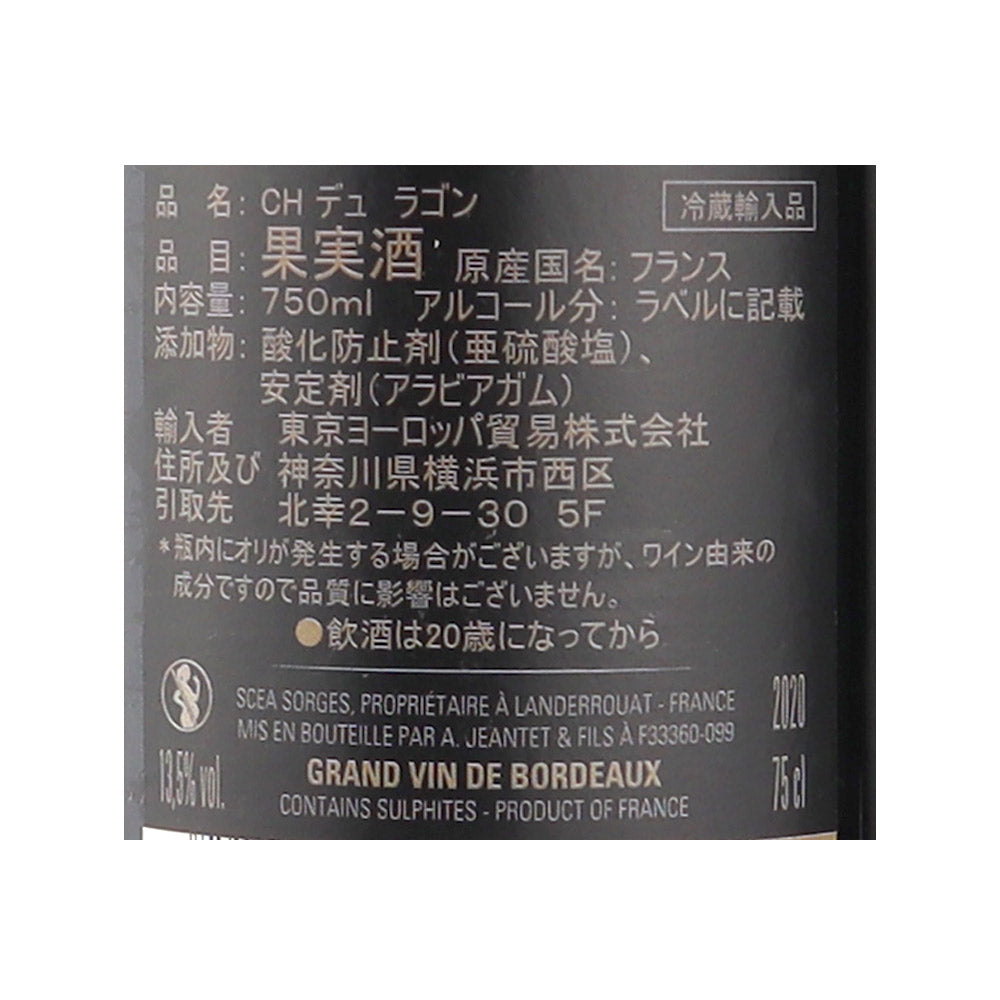 品 名: CH デュ ラゴン
冷蔵輸入品
品 目: 果実酒 原産国名: フランス
内容量: 750ml アルコール分: ラベルに記載
添加物: 酸化防止剤(亜硫酸塩)、
安定剤(アラビアガム)
輸入者 東京ヨーロッパ貿易株式会社
住所及び 神奈川県横浜市西区
引取先 北幸2-9-30 5F
*瓶内にオリが発生する場合がございますが、ワイン由来の
成分ですので品質に影響はございません。
●飲酒は20歳になってから
SCEA SORGES, PROPRIÉTAIRE À LANDERROUAT - FRANCE
MIS EN BOUTEILLE PAR A. JEANTET & FILS À F33360-099
2020
13,5% vol.
GRAND VIN DE BORDEAUX
75 cl
CONTAINS SULPHITES - PRODUCT OF FRANCE